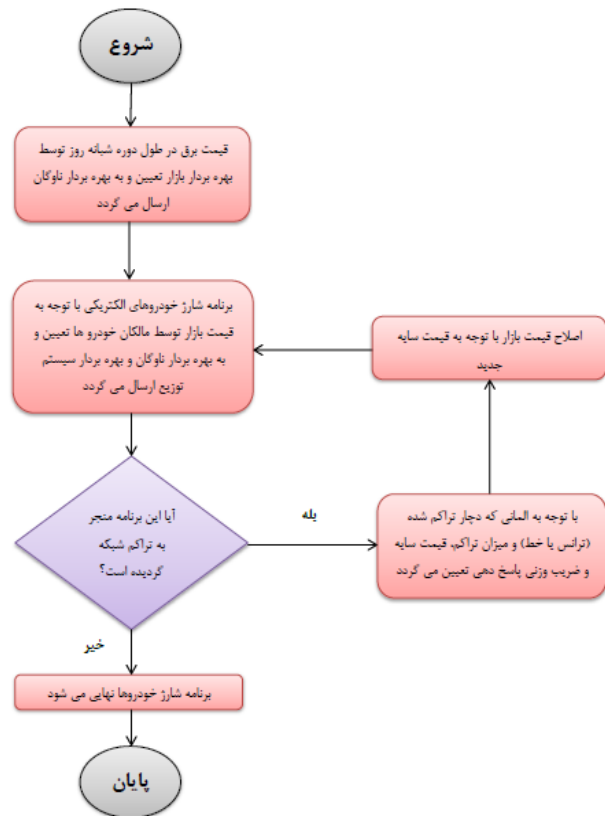 شروع
قیمت برق در طول دوره شبانه روز توسط
بهره بردار بازار تعیین و به بهره بردار ناوگان
ارسال می گردد
برنامه شارژ خودروهای الکتریکی با توجه به
قیمت بازار توسط مالکان خودرو ها تعیین و
به بهره بردار ناوگان و بهره بردار سیستم
توزیع ارسال می گردد
اصلاح قیمت بازار با توجه به قیمت سایه
جدید
آیا این برنامه منجر
به تراکم شبکه
گردیده است؟
بله
با توجه به المانی که دچار تراکم شده
(ترانس یا خط) و میزان تراکم، قیمت سایه
و ضریب وزنی پاسخ دهی تعیین می گردد
خیر
برنامه شارژ خودروها نهایی می شود
پایان